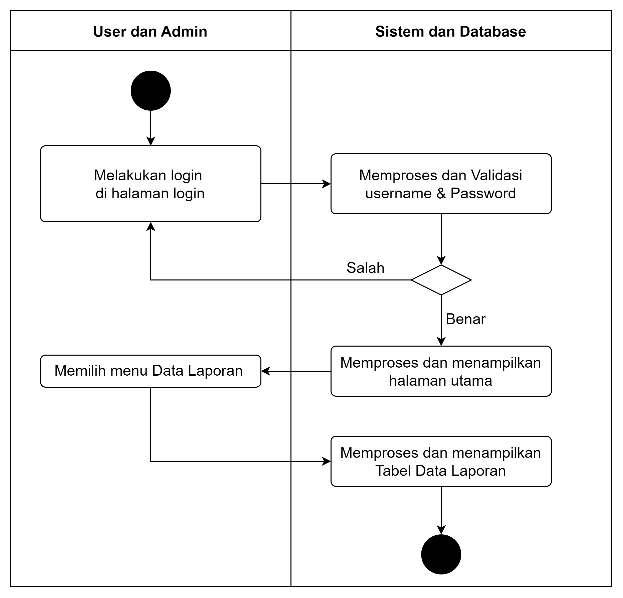 User dan Admin
Sistem dan Database
Melakukan login
di halaman login
Memproses dan Validasi
username & Password
Salah
Benar
Memproses dan menampilkan
halaman utama
Memilih menu Data Laporan
Memproses dan menampilkan
Tabel Data Laporan